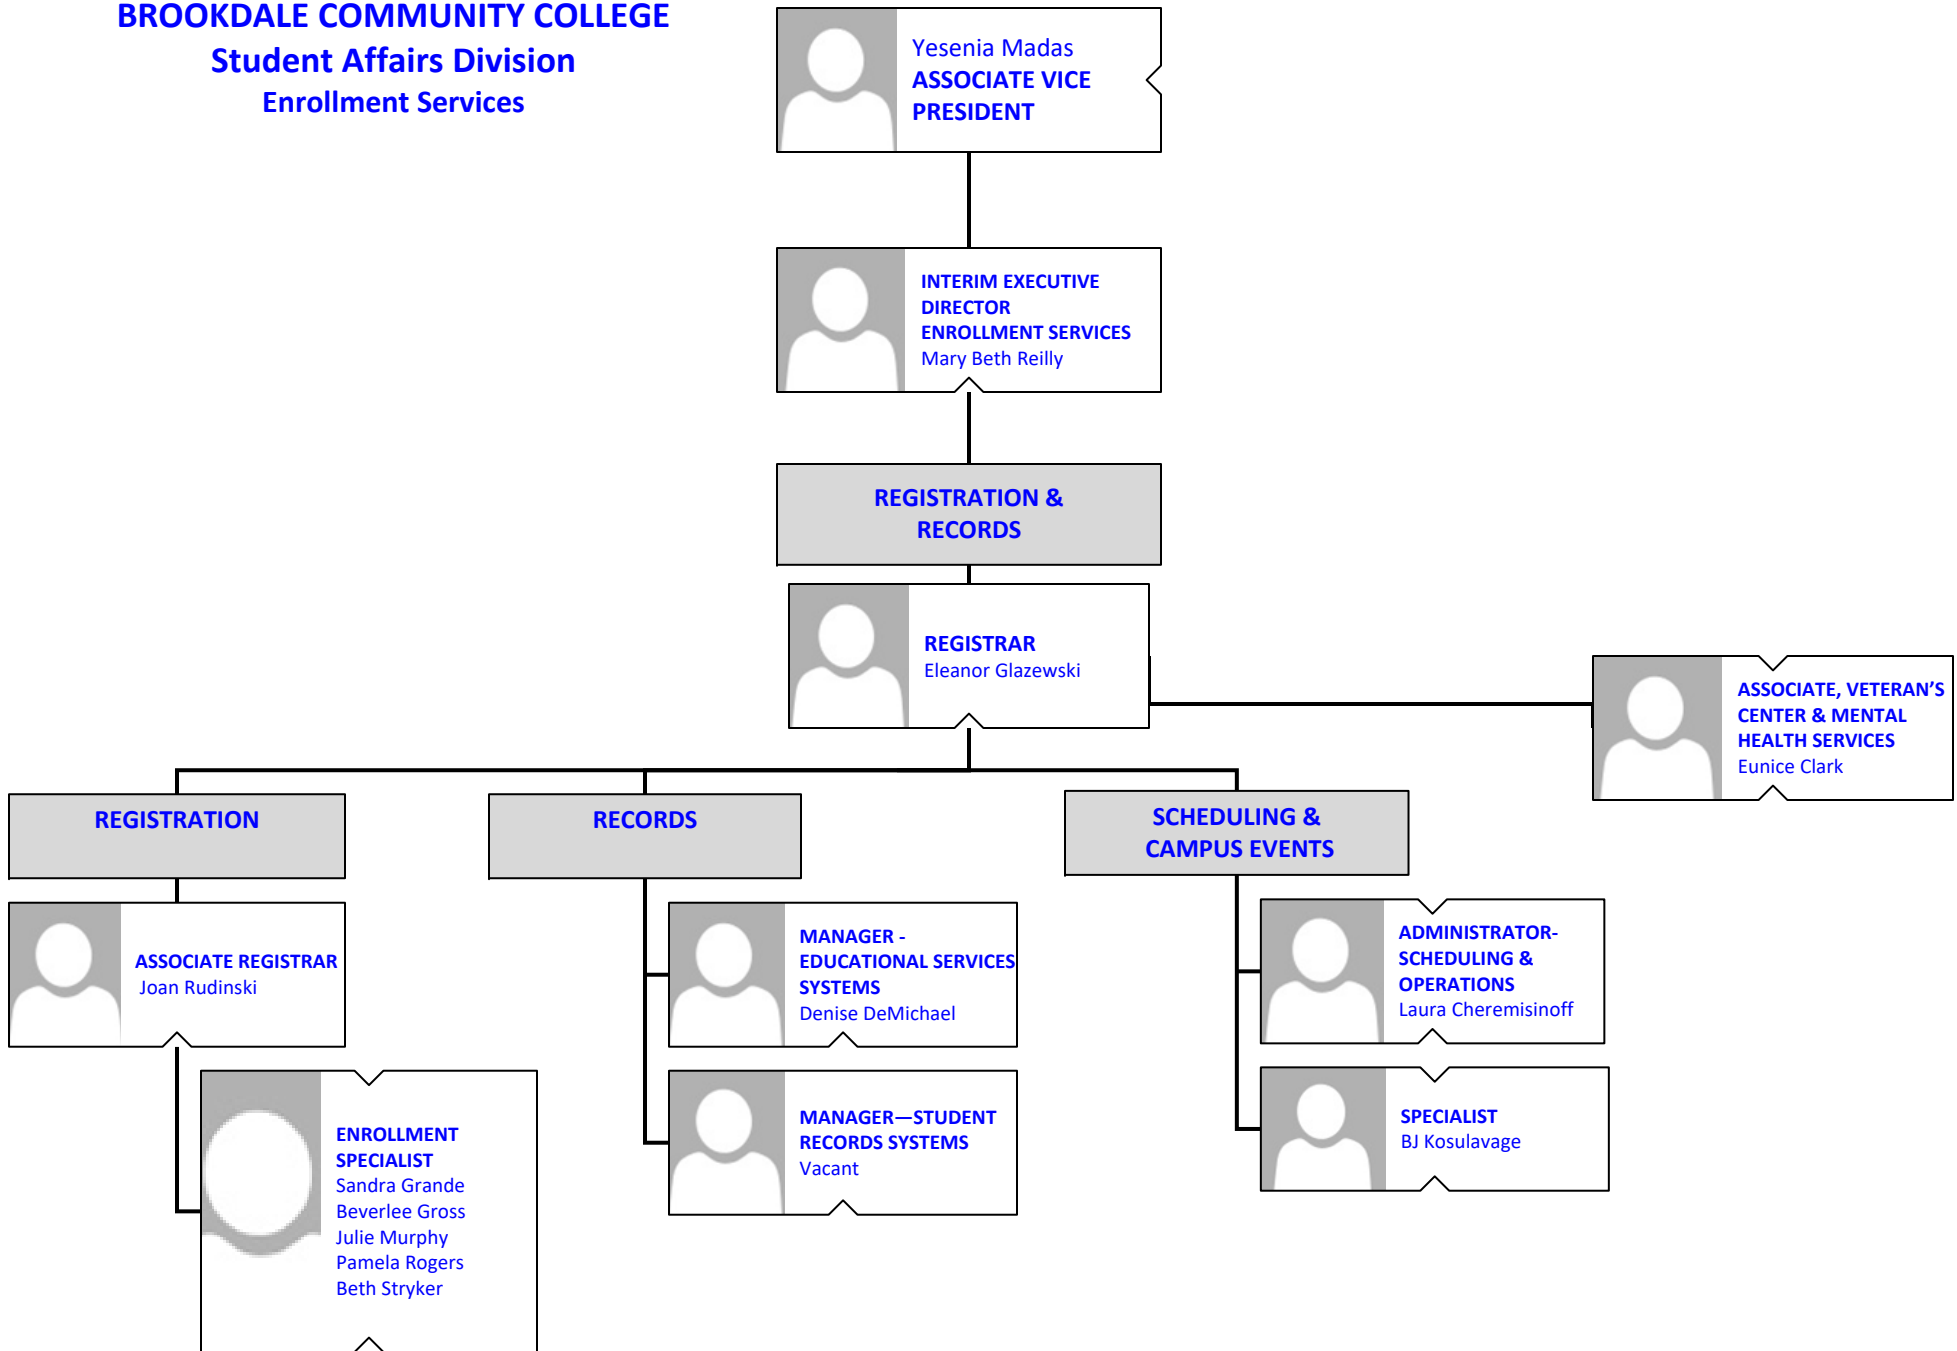 BROOKDALE COMMUNITY COLLEGE
Student Affairs Division
Enrollment Services
Yesenia Madas
ASSOCIATE VICE
PRESIDENT
INTERIM EXECUTIVE
DIRECTOR
ENROLLMENT SERVICES
Mary Beth Reilly
REGISTRATION &
RECORDS
REGISTRAR
Eleanor Glazewski
ASSOCIATE, VETERAN’S
CENTER & MENTAL
HEALTH SERVICES
Eunice Clark
REGISTRATION
ASSOCIATE REGISTRAR
Joan Rudinski
ENROLLMENT
SPECIALIST
Sandra Grande
Beverlee Gross
Julie Murphy
Pamela Rogers
Beth Stryker
RECORDS
MANAGER -
EDUCATIONAL SERVICES
SYSTEMS
Denise DeMichael
MANAGER—STUDENT
RECORDS SYSTEMS
Vacant
SCHEDULING &
CAMPUS EVENTS
ADMINISTRATOR-
SCHEDULING &
OPERATIONS
Laura Cheremisinoff
SPECIALIST
BJ Kosulavage